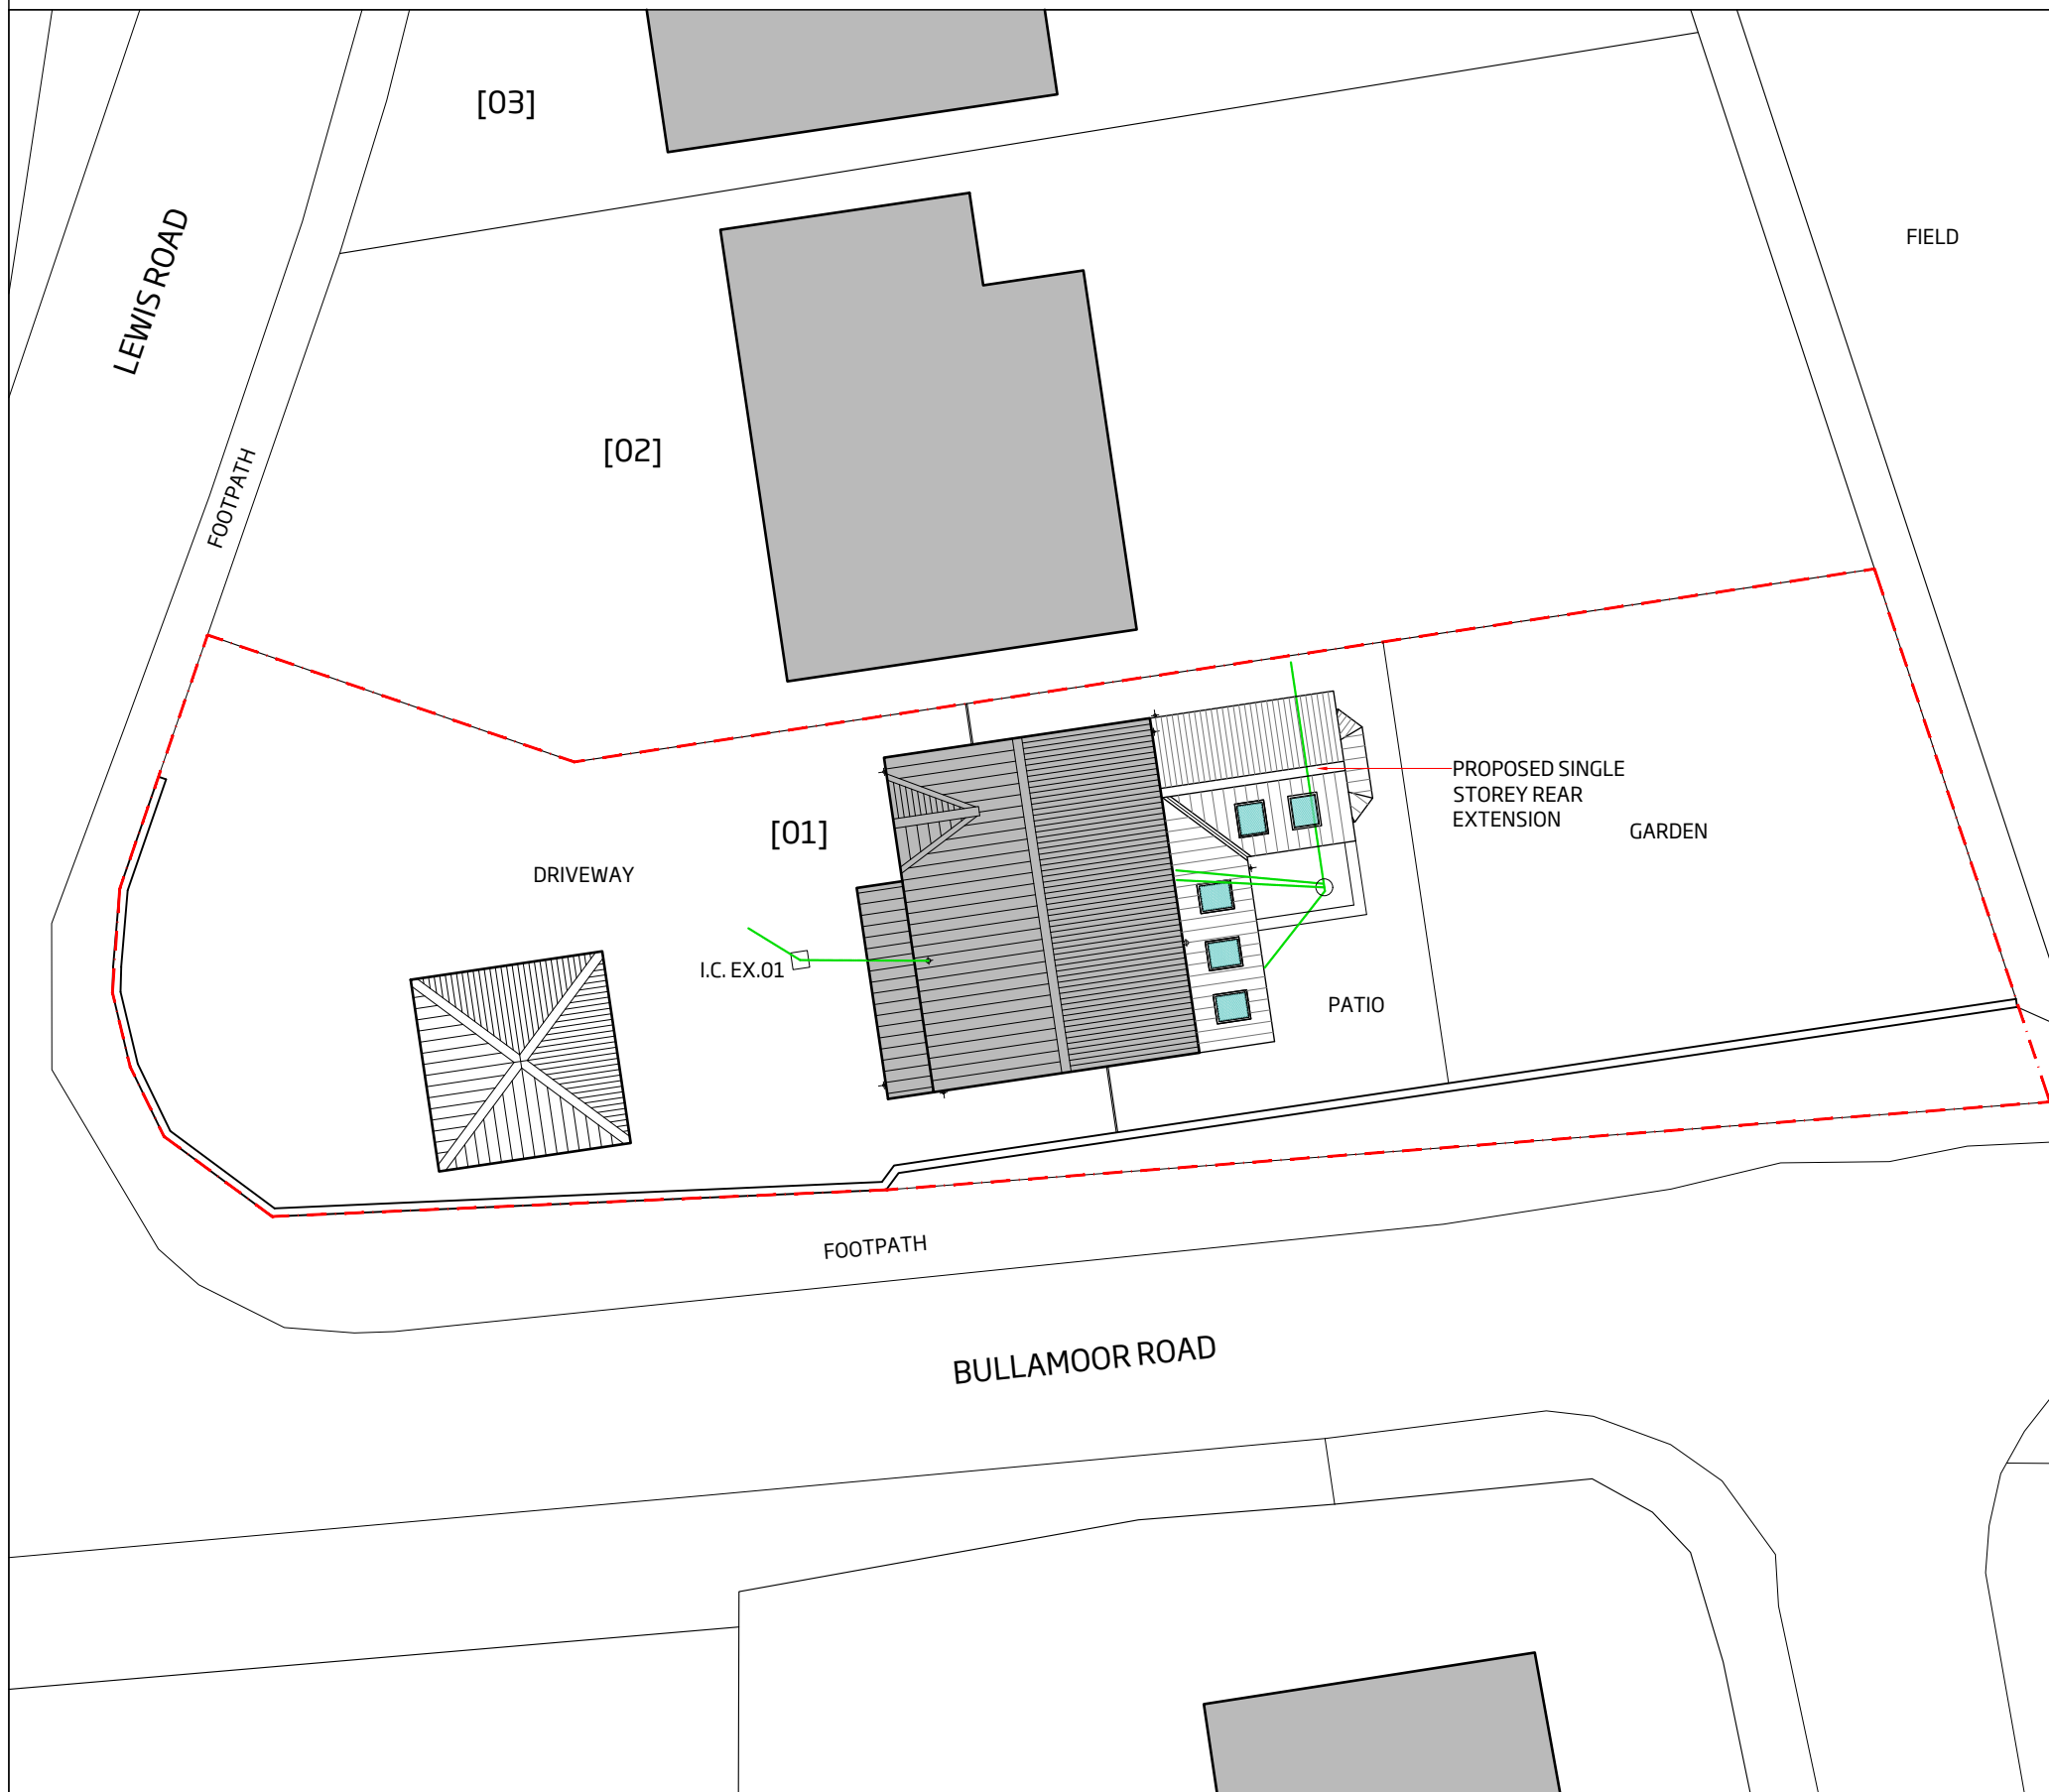 [03]
FIELD
LEWIS ROAD
[02]
FOOTPATH
PROPOSED SINGLE
STOREY REAR
EXTENSION
GARDEN
[01]
DRIVEWAY
I.C. EX.01
PATIO
FOOTPATH
BULLAMOOR ROAD